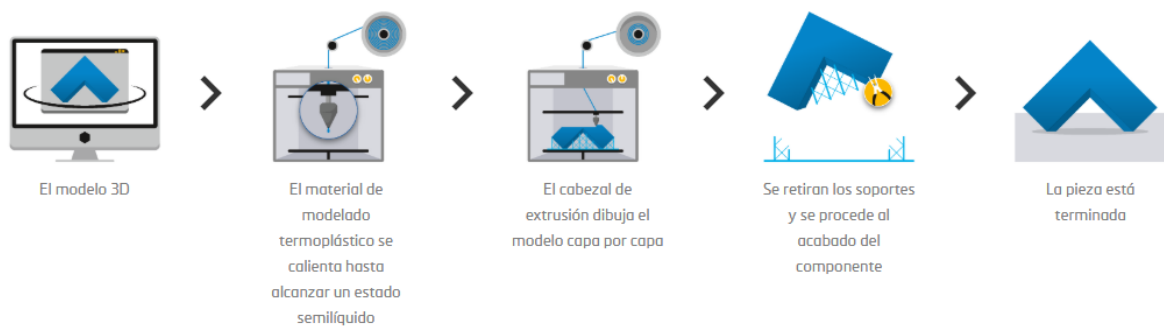 El modelo 3D
El material de
modelado
termoplástico se
calienta hasta
alcanzar un estado
semilíquido
El cabezal de
extrusión dibuja el
modelo capa por capa
Se retiran los soportes
y se procede al
acabado del
componente
La pieza está
terminada